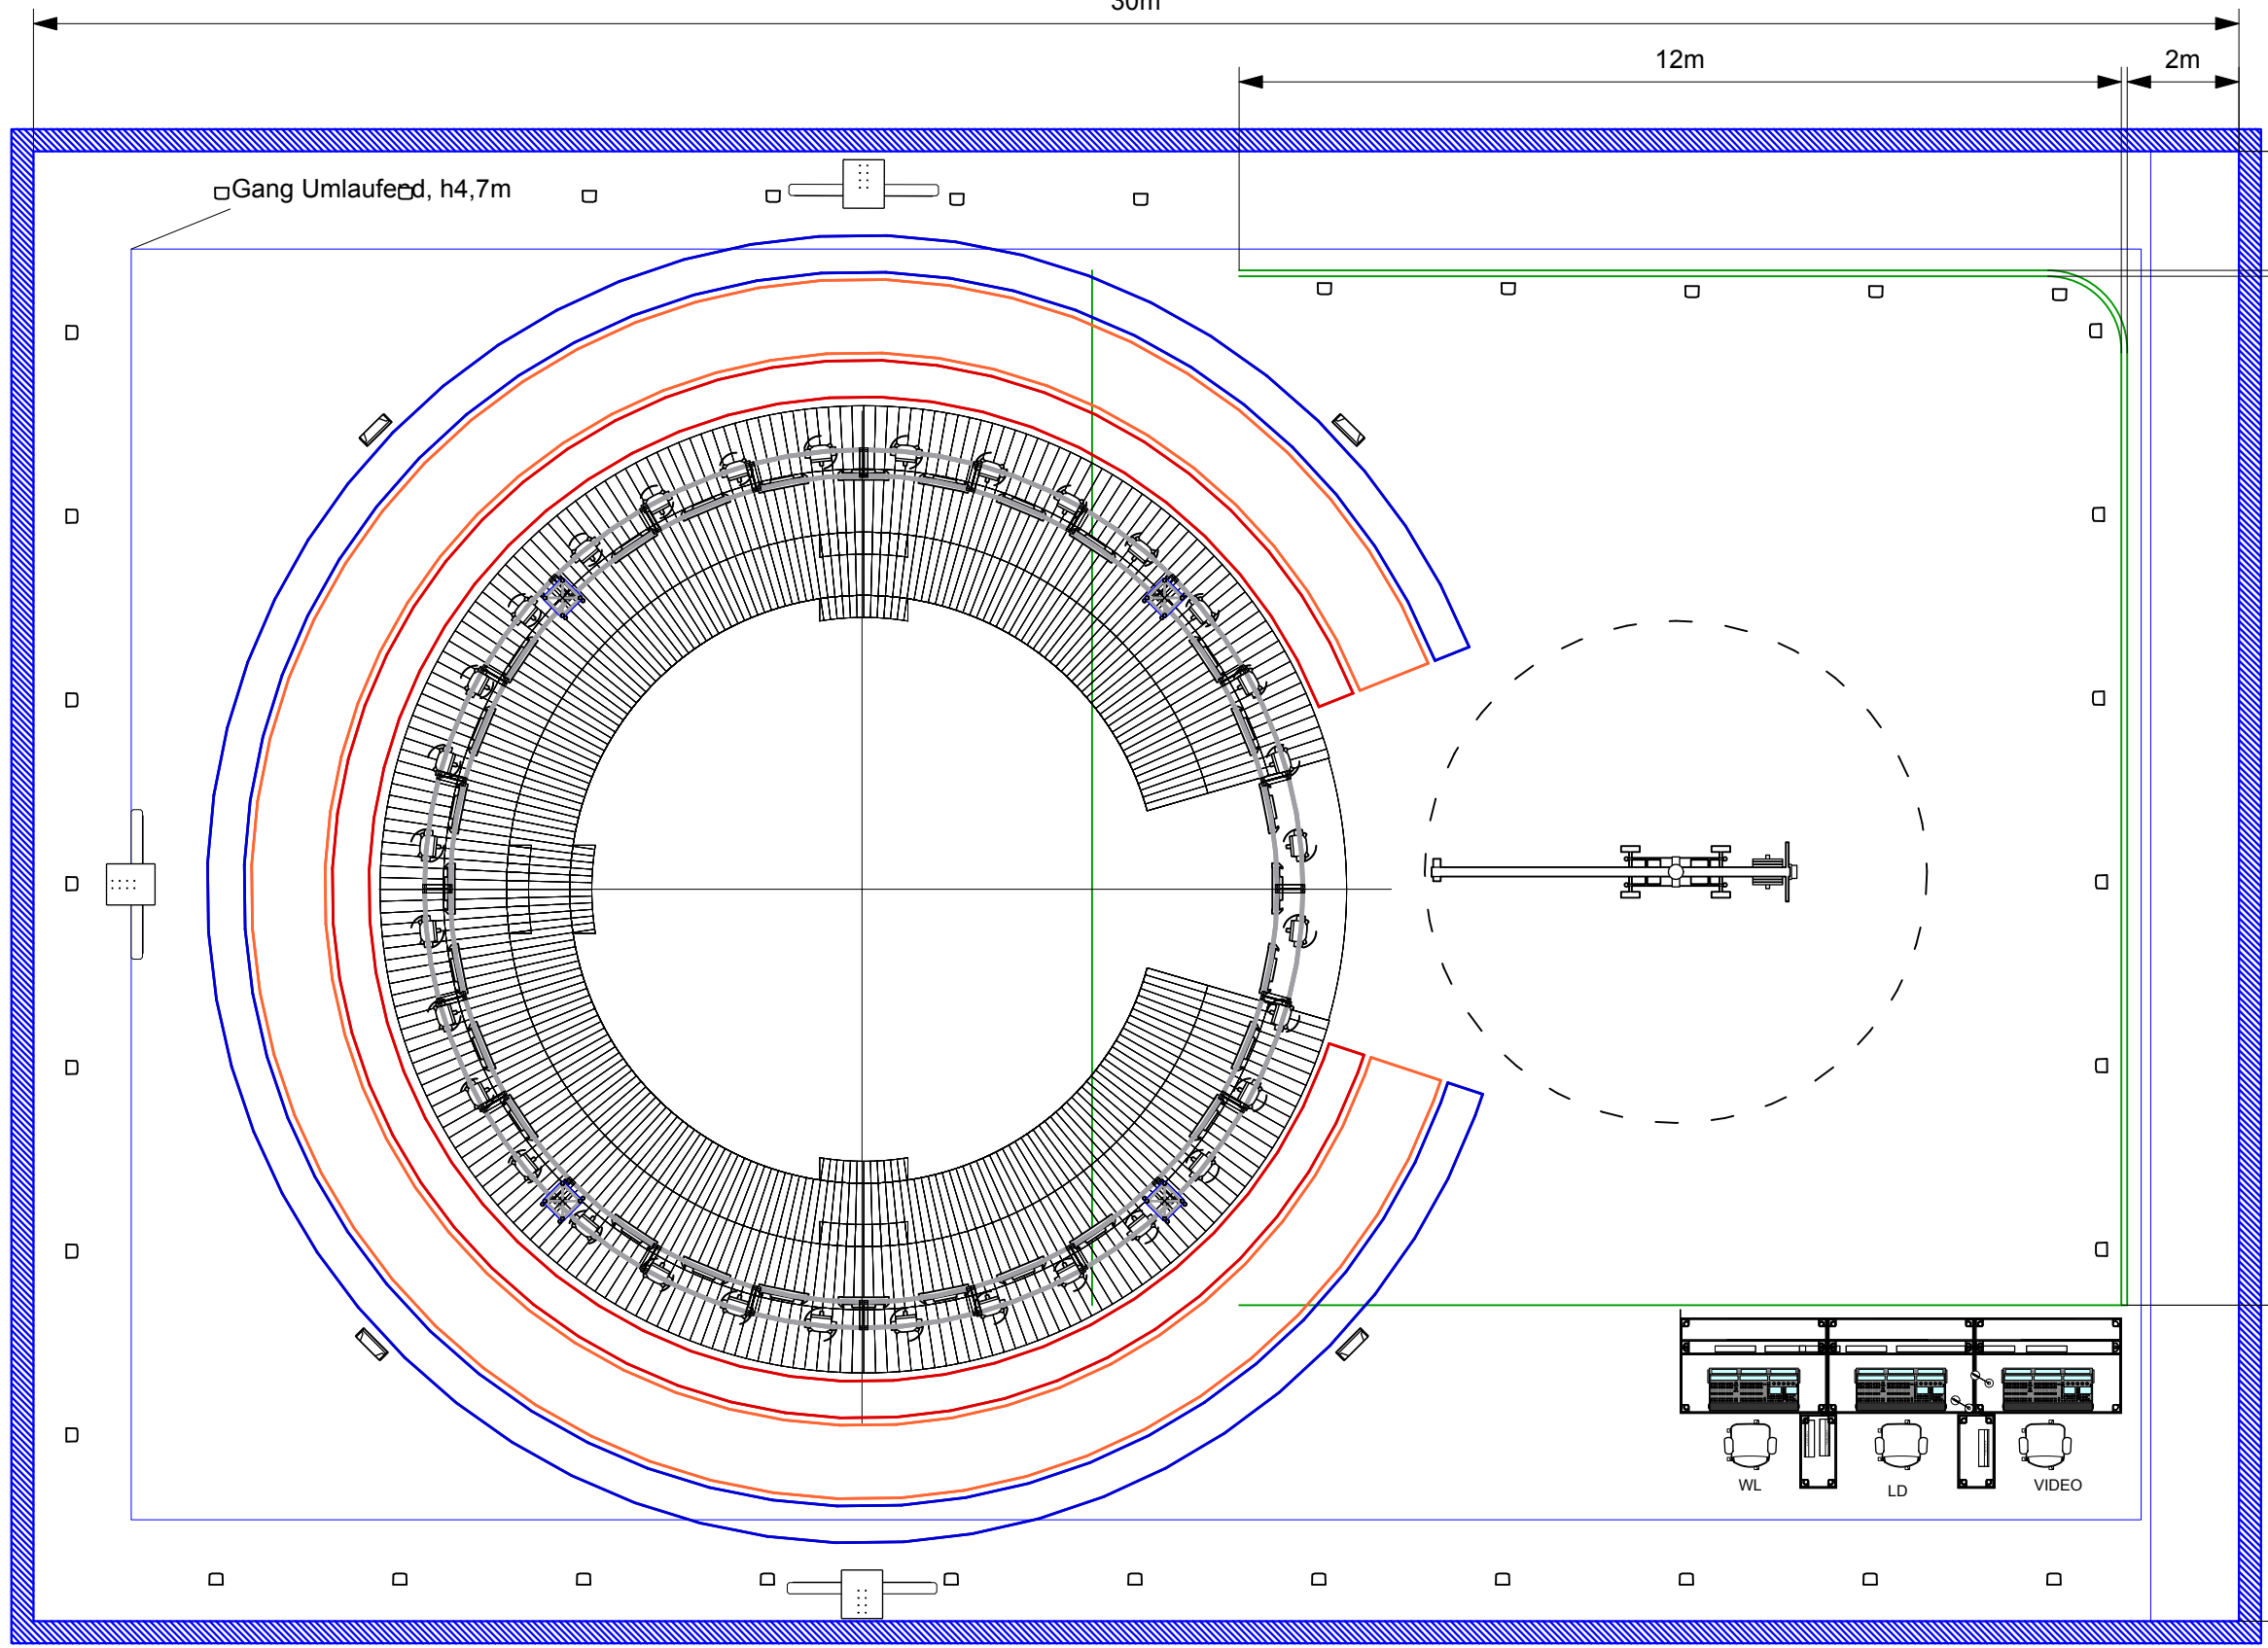 30m
12m
2m
Gang Umlaufend, h4,7m
WL
LD
VIDEO